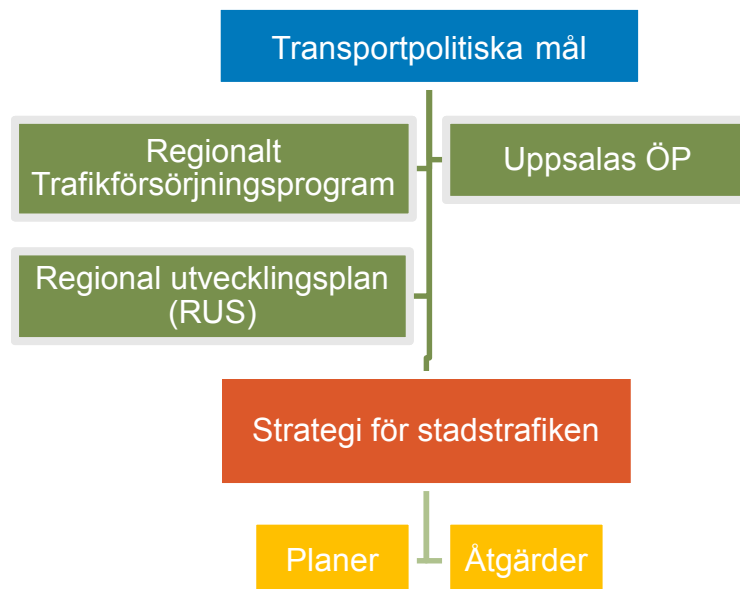 Transportpolitiska mål
Regionalt
Trafikförsörjningsprogram
Uppsalas ÖP
Regional utvecklingsplan
(RUS)
Strategi för stadstrafiken
Planer
Åtgärder